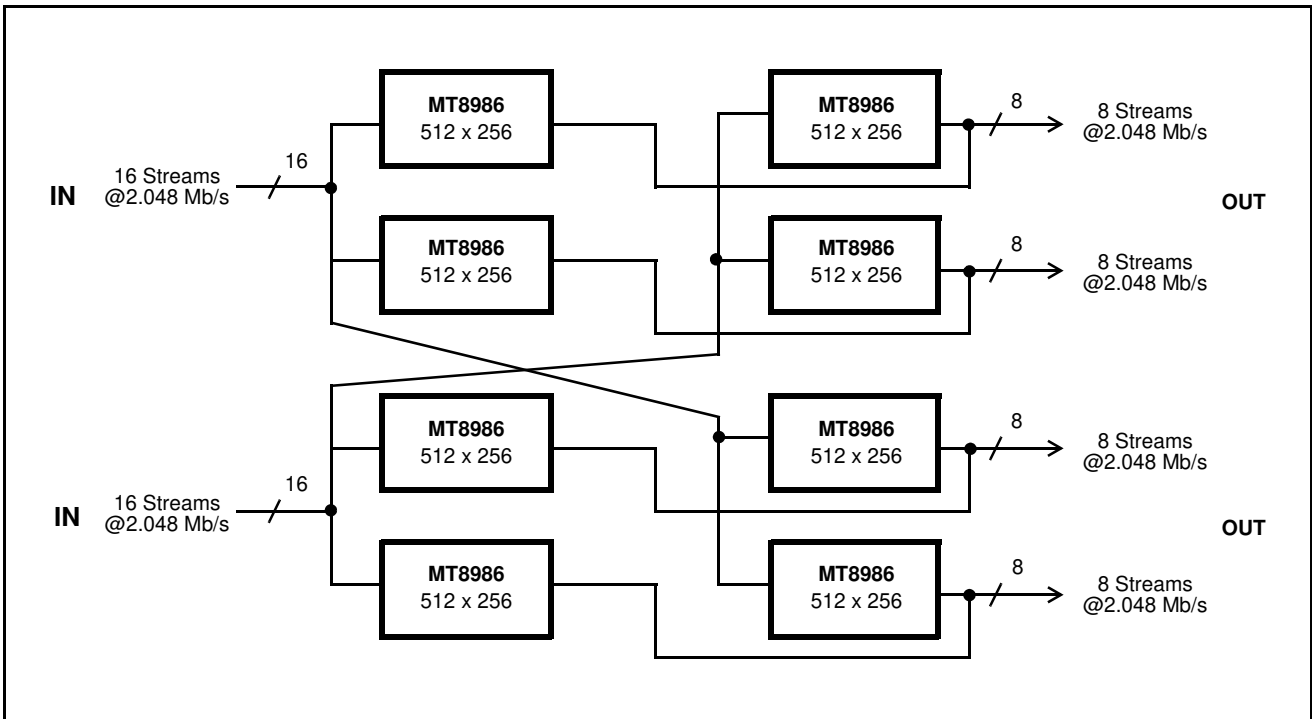 MT8986
512 x 256
MT8986
512 x 256
8
8 Streams
@2.048 Mb/s
16
16 Streams
@2.048 Mb/s
IN
OUT
MT8986
512 x 256
MT8986
512 x 256
8
8 Streams
@2.048 Mb/s
MT8986
512 x 256
MT8986
512 x 256
8
8 Streams
@2.048 Mb/s
16
16 Streams
@2.048 Mb/s
IN
OUT
MT8986
512 x 256
MT8986
512 x 256
8
8 Streams
@2.048 Mb/s